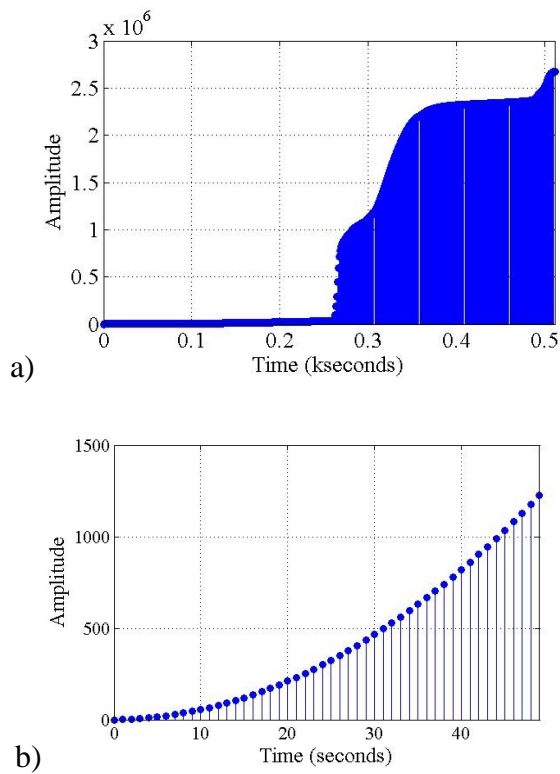 x 10^6
3
2.5
2
1.5
1
0.5
0
Amplitude
0 0.1 0.2 0.3 0.4 0.5
Time (kseconds)
a)
1500
1000
500
0
Amplitude
0 10 20 30 40
Time (seconds)
b)